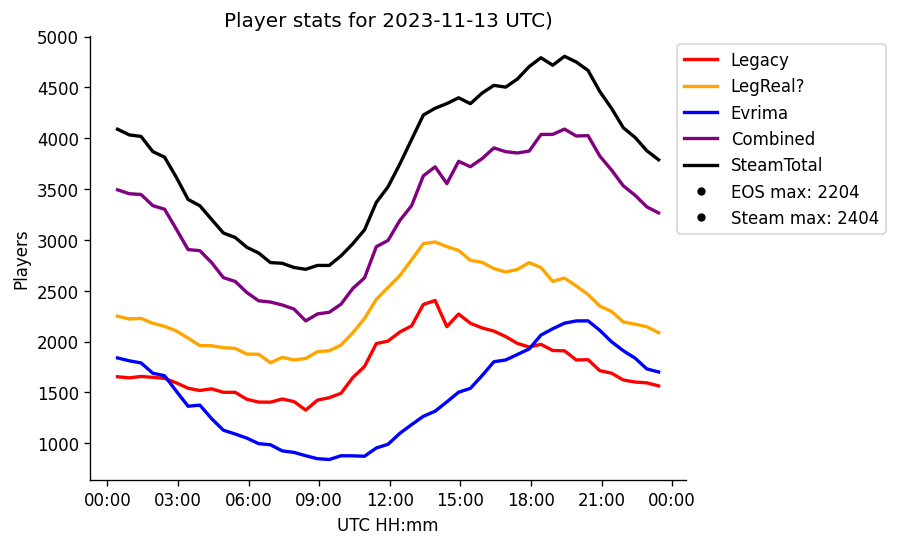 Player stats for 2023-11-13 UTC)
5000
4500
4000
3500
3000
2500
2000
1500
1000
Players
00:00 03:00 06:00 09:00 12:00 15:00 18:00 21:00 00:00
UTC HH:mm
Legacy
LegReal?
Evrima
Combined
SteamTotal
EOS max: 2204
Steam max: 2404